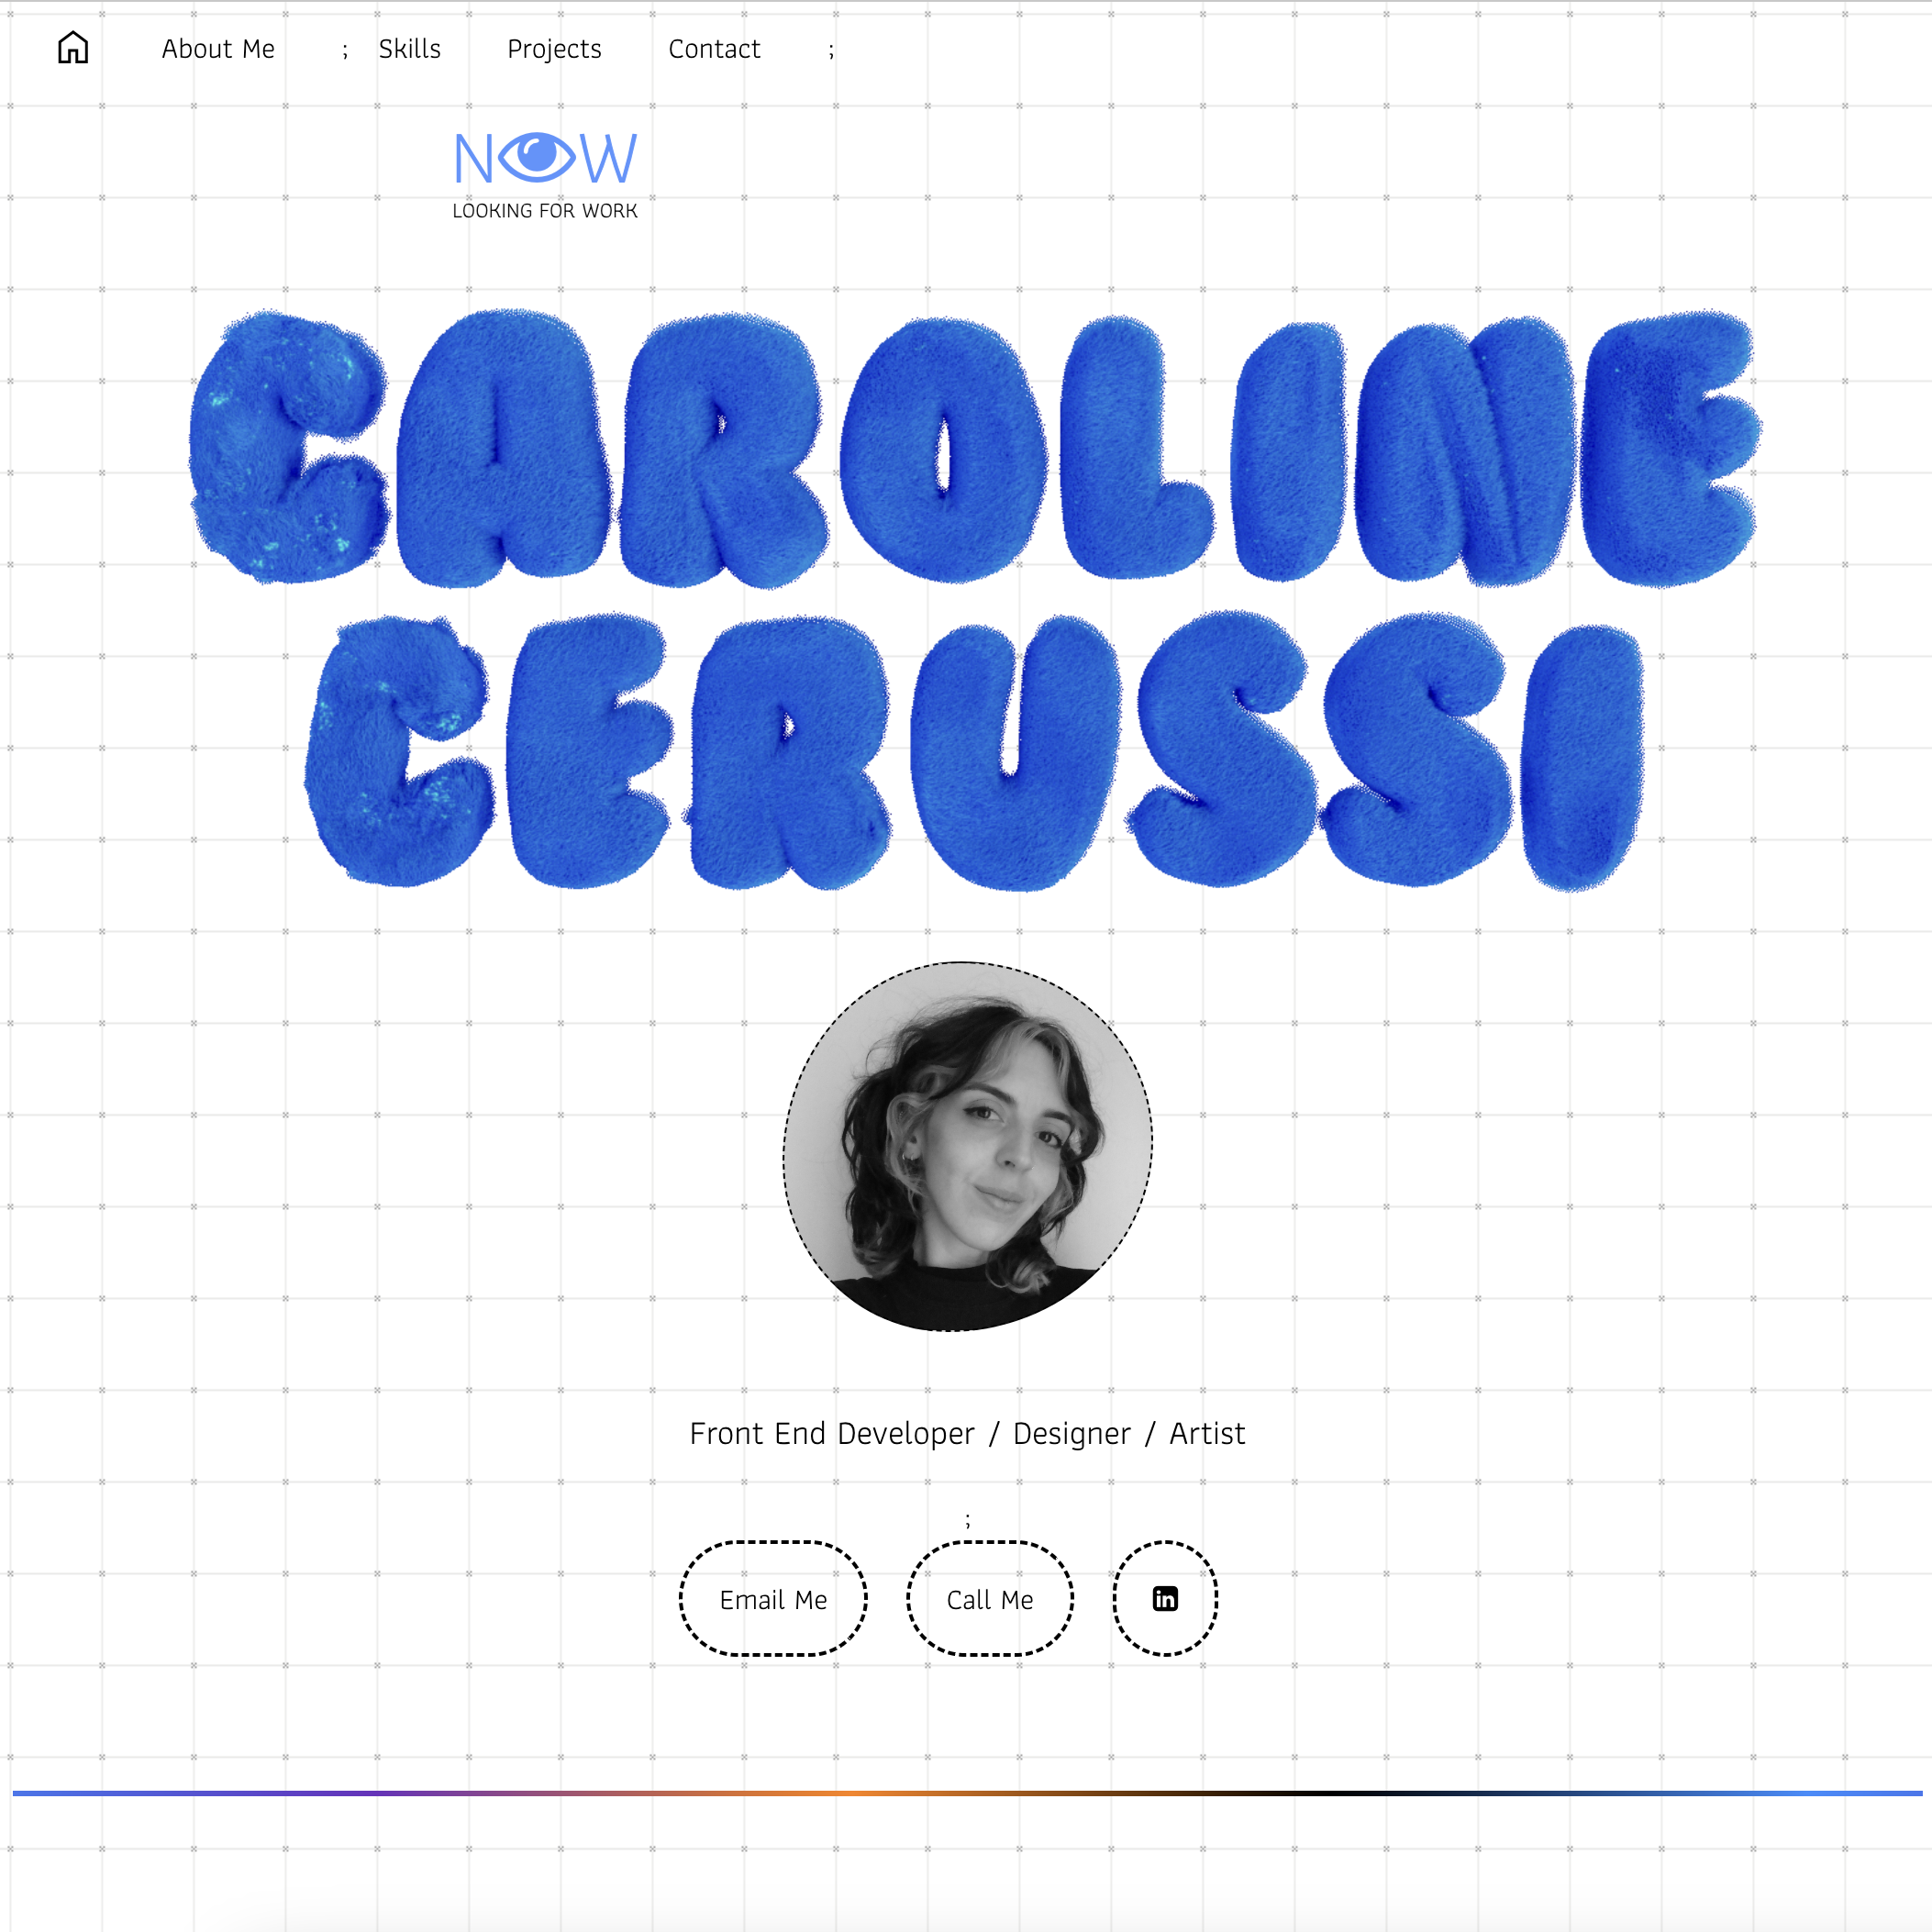 About Me ; Skills Projects Contact ;
NOW
LOOKING FOR WORK
CAROLINE
CERUSSI
Front End Developer / Designer / Artist
;
Email Me Call Me in